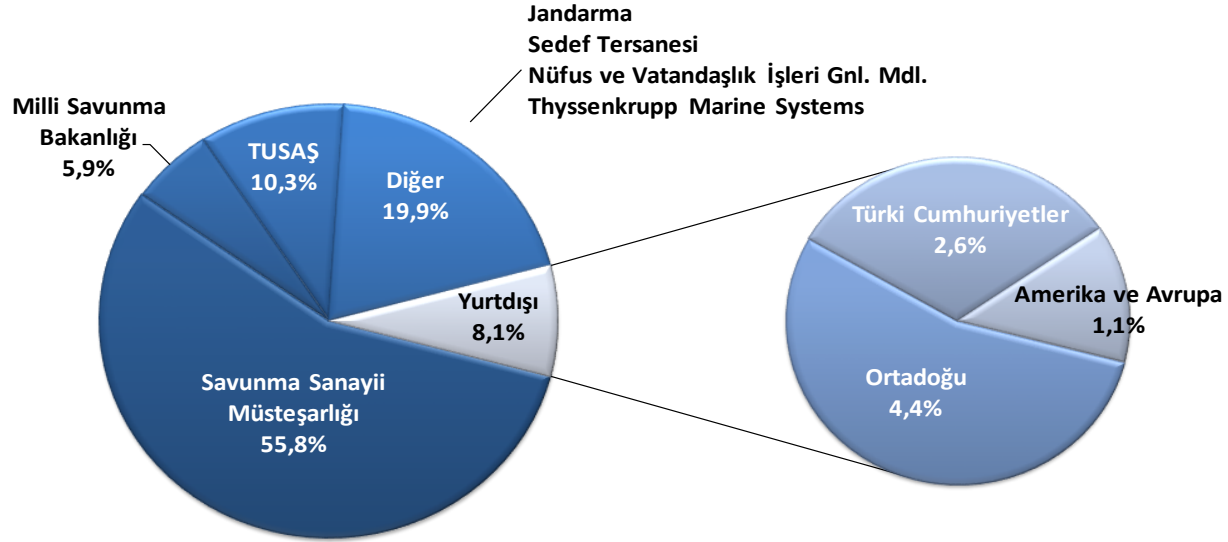 Jandarma
Sedef Tersanesi
Nüfus ve Vatandaşlık İşleri Gnl. Mdl.
Thyssenkrupp Marine Systems
Milli Savunma
Bakanlığı
5,9%
TUSAŞ
10,3%
Diğer
19,9%
Yurtdışı
8,1%
Savunma Sanayii
Müsteşarlığı
55,8%
Türki Cumhuriyetler
2,6%
Amerika ve Avrupa
1,1%
Ortadoğu
4,4%